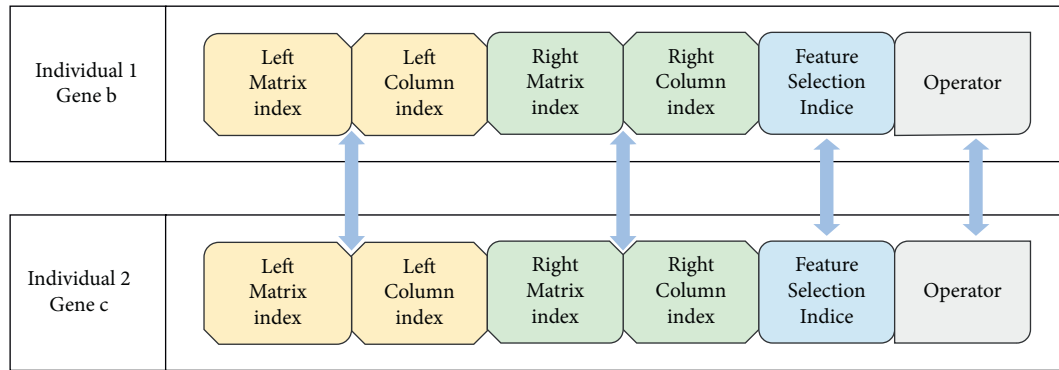 Individual 1
Gene b
Left
Matrix
index
Left
Column
index
Right
Matrix
index
Right
Column
index
Feature
Selection
Indice
Operator
Individual 2
Gene c
Left
Matrix
index
Left
Column
index
Right
Matrix
index
Right
Column
index
Feature
Selection
Indice
Operator